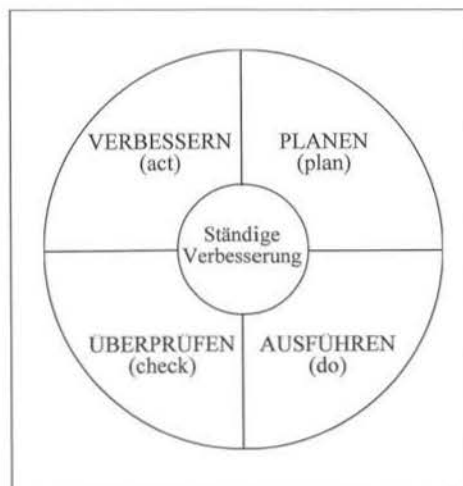 VERBESSERN
(act)
PLANEN
(plan)
Ständige
Verbesserung
ÜBERPRÜFEN
(check)
AUSFÜHREN
(do)